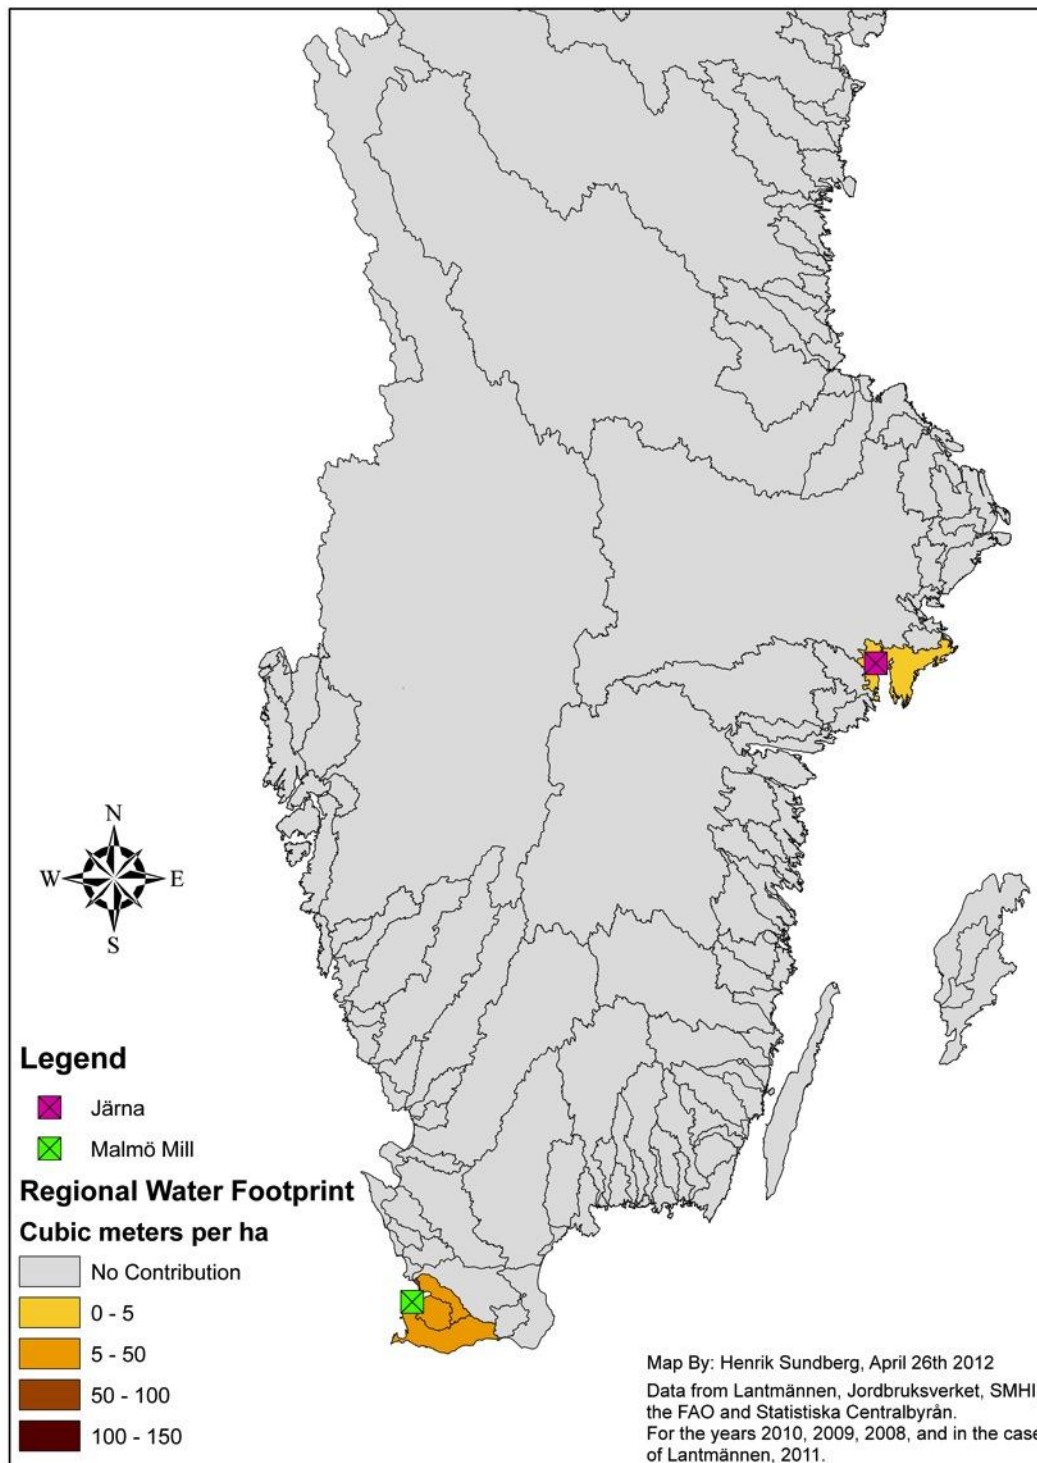 N
W E
S
Legend
Järna
Malmö Mill
Regional Water Footprint
Cubic meters per ha
No Contribution
0 - 5
5 - 50
50 - 100
100 - 150
Map By: Henrik Sundberg, April 26th 2012
Data from Lantmännen, Jordbruksverket, SMHI
the FAO and Statistiska Centralbyrån.
For the years 2010, 2009, 2008, and in the case
of Lantmännen, 2011.